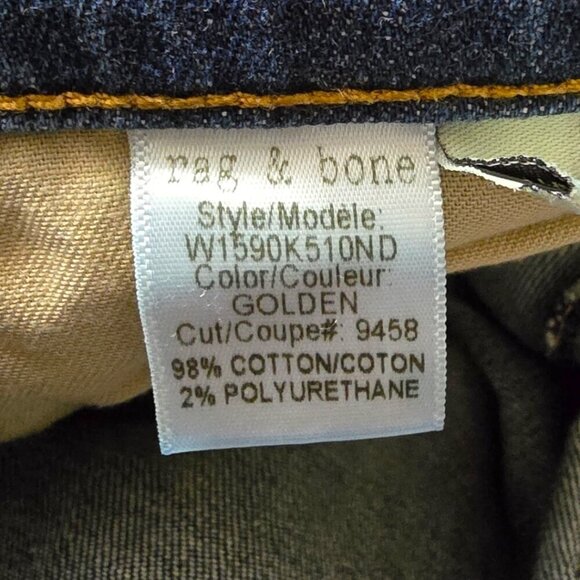 rag & bone
Style/Modèle:
W1590K510ND
Color/Couleur:
GOLDEN
Cut/Coupe#: 9458
98% COTTON/COTON
2% POLYURETHANE